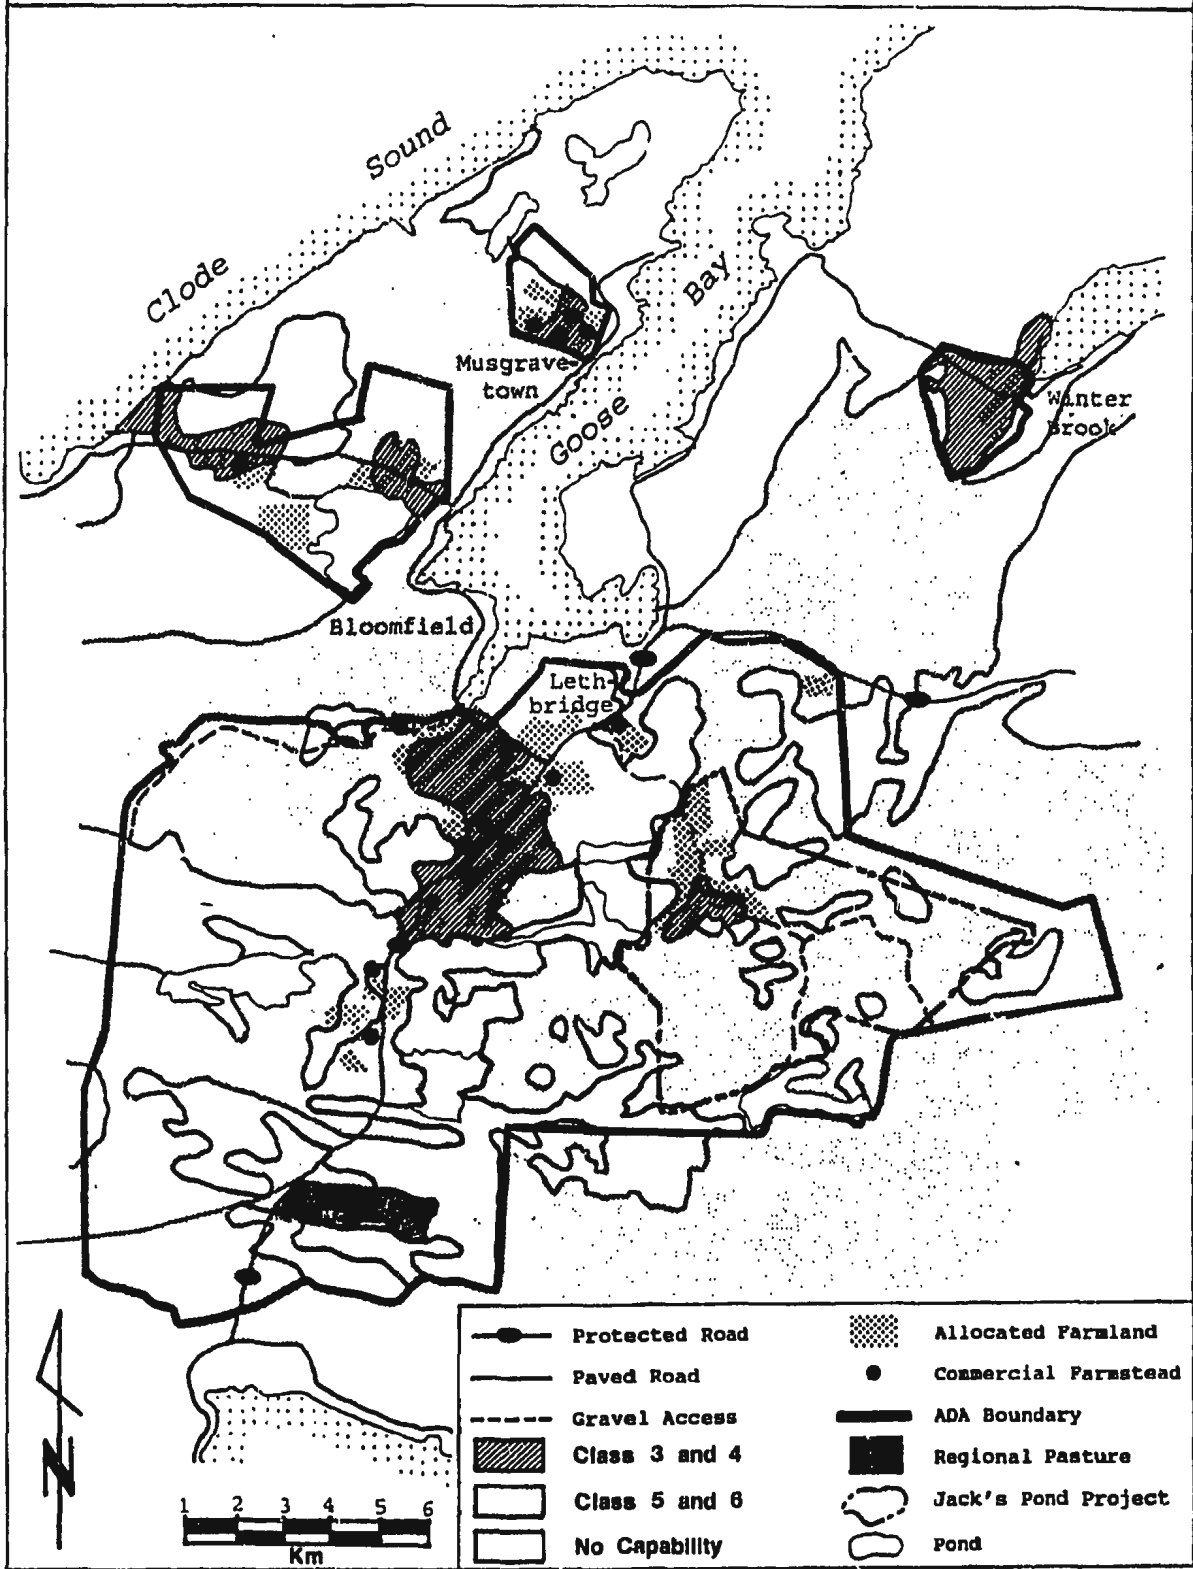 Sound
Clode
Bay
Musgrave-
town
Goose
Winter
Brook
Bloomfield
Leth-
bridge
Protected Road
Paved Road
Gravel Access
Class 3 and 4
Class 5 and 6
No Capability
Allocated Farmland
Commercial Farmstead
ADA Boundary
Regional Pasture
Jack's Pond Project
Pond
N
1 2 3 4 5 6
Km